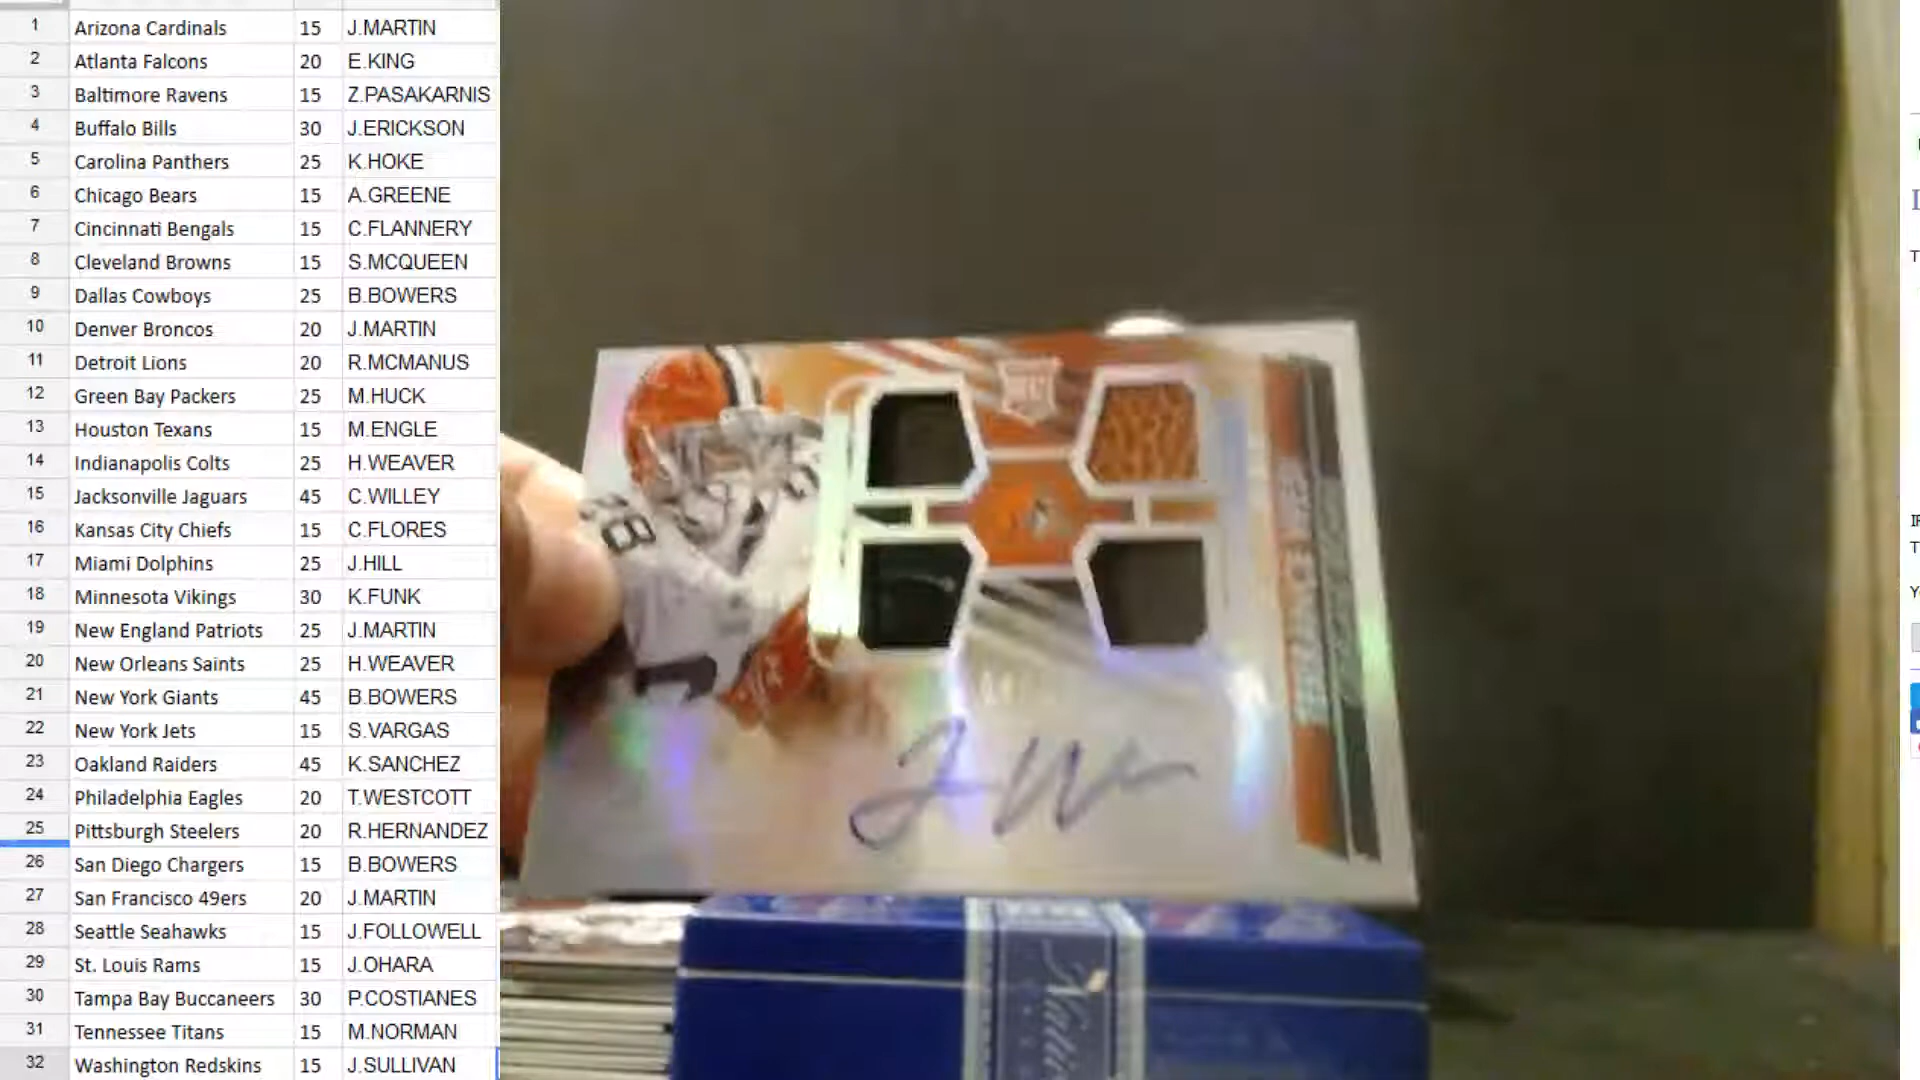 1 Arizona Cardinals 15 J.MARTIN
2 Atlanta Falcons 20 E.KING
3 Baltimore Ravens 15 Z.PASAKARNIS
4 Buffalo Bills 30 J.ERICKSON
5 Carolina Panthers 25 K.HOKE
6 Chicago Bears 15 A.GREENE
7 Cincinnati Bengals 15 C.FLANNERY
8 Cleveland Browns 15 S.MCQUEEN
9 Dallas Cowboys 25 B.BOWERS
10 Denver Broncos 20 J.MARTIN
11 Detroit Lions 20 R.MCMANUS
12 Green Bay Packers 25 M.HUCK
13 Houston Texans 15 M.ENGLE
14 Indianapolis Colts 25 H.WEAVER
15 Jacksonville Jaguars 45 C.WILLEY
16 Kansas City Chiefs 15 C.FLORES
17 Miami Dolphins 25 J.HILL
18 Minnesota Vikings 30 K.FUNK
19 New England Patriots 25 J.MARTIN
20 New Orleans Saints 25 H.WEAVER
21 New York Giants 45 B.BOWERS
22 New York Jets 15 S.VARGAS
23 Oakland Raiders 45 K.SANCHEZ
24 Philadelphia Eagles 20 T.WESTCOTT
25 Pittsburgh Steelers 20 R.HERNANDEZ
26 San Diego Chargers 15 B.BOWERS
27 San Francisco 49ers 20 J.MARTIN
28 Seattle Seahawks 15 J.FOLLOWELL
29 St. Louis Rams 15 J.OHARA
30 Tampa Bay Buccaneers 30 P.COSTIANES
31 Tennessee Titans 15 M.NORMAN
32 Washington Redskins 15 J.SULLIVAN
28